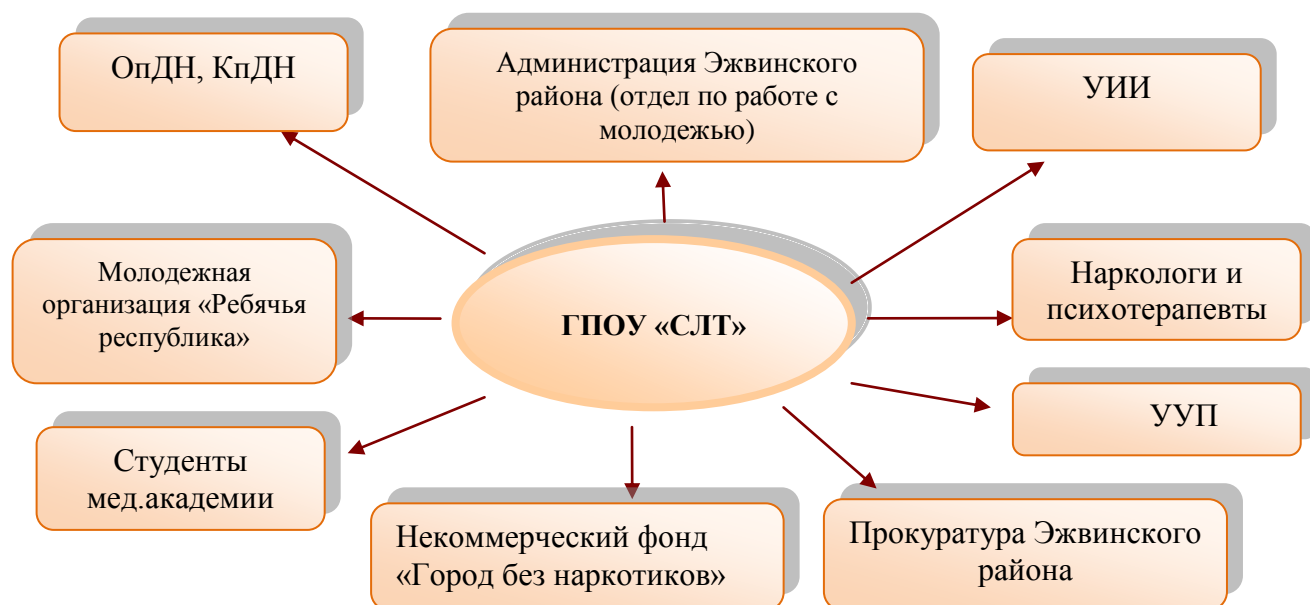 ОпДН, КпДН
Администрация Эжвинского
района (отдел по работе с
молодежью)
УИИ
Молодежная
организация «Ребячья
республика»
ГПОУ «СЛТ»
Наркологи и
психотерапевты
УУП
Студенты
мед.академии
Некоммерческий фонд
«Город без наркотиков»
Прокуратура Эжвинского
района